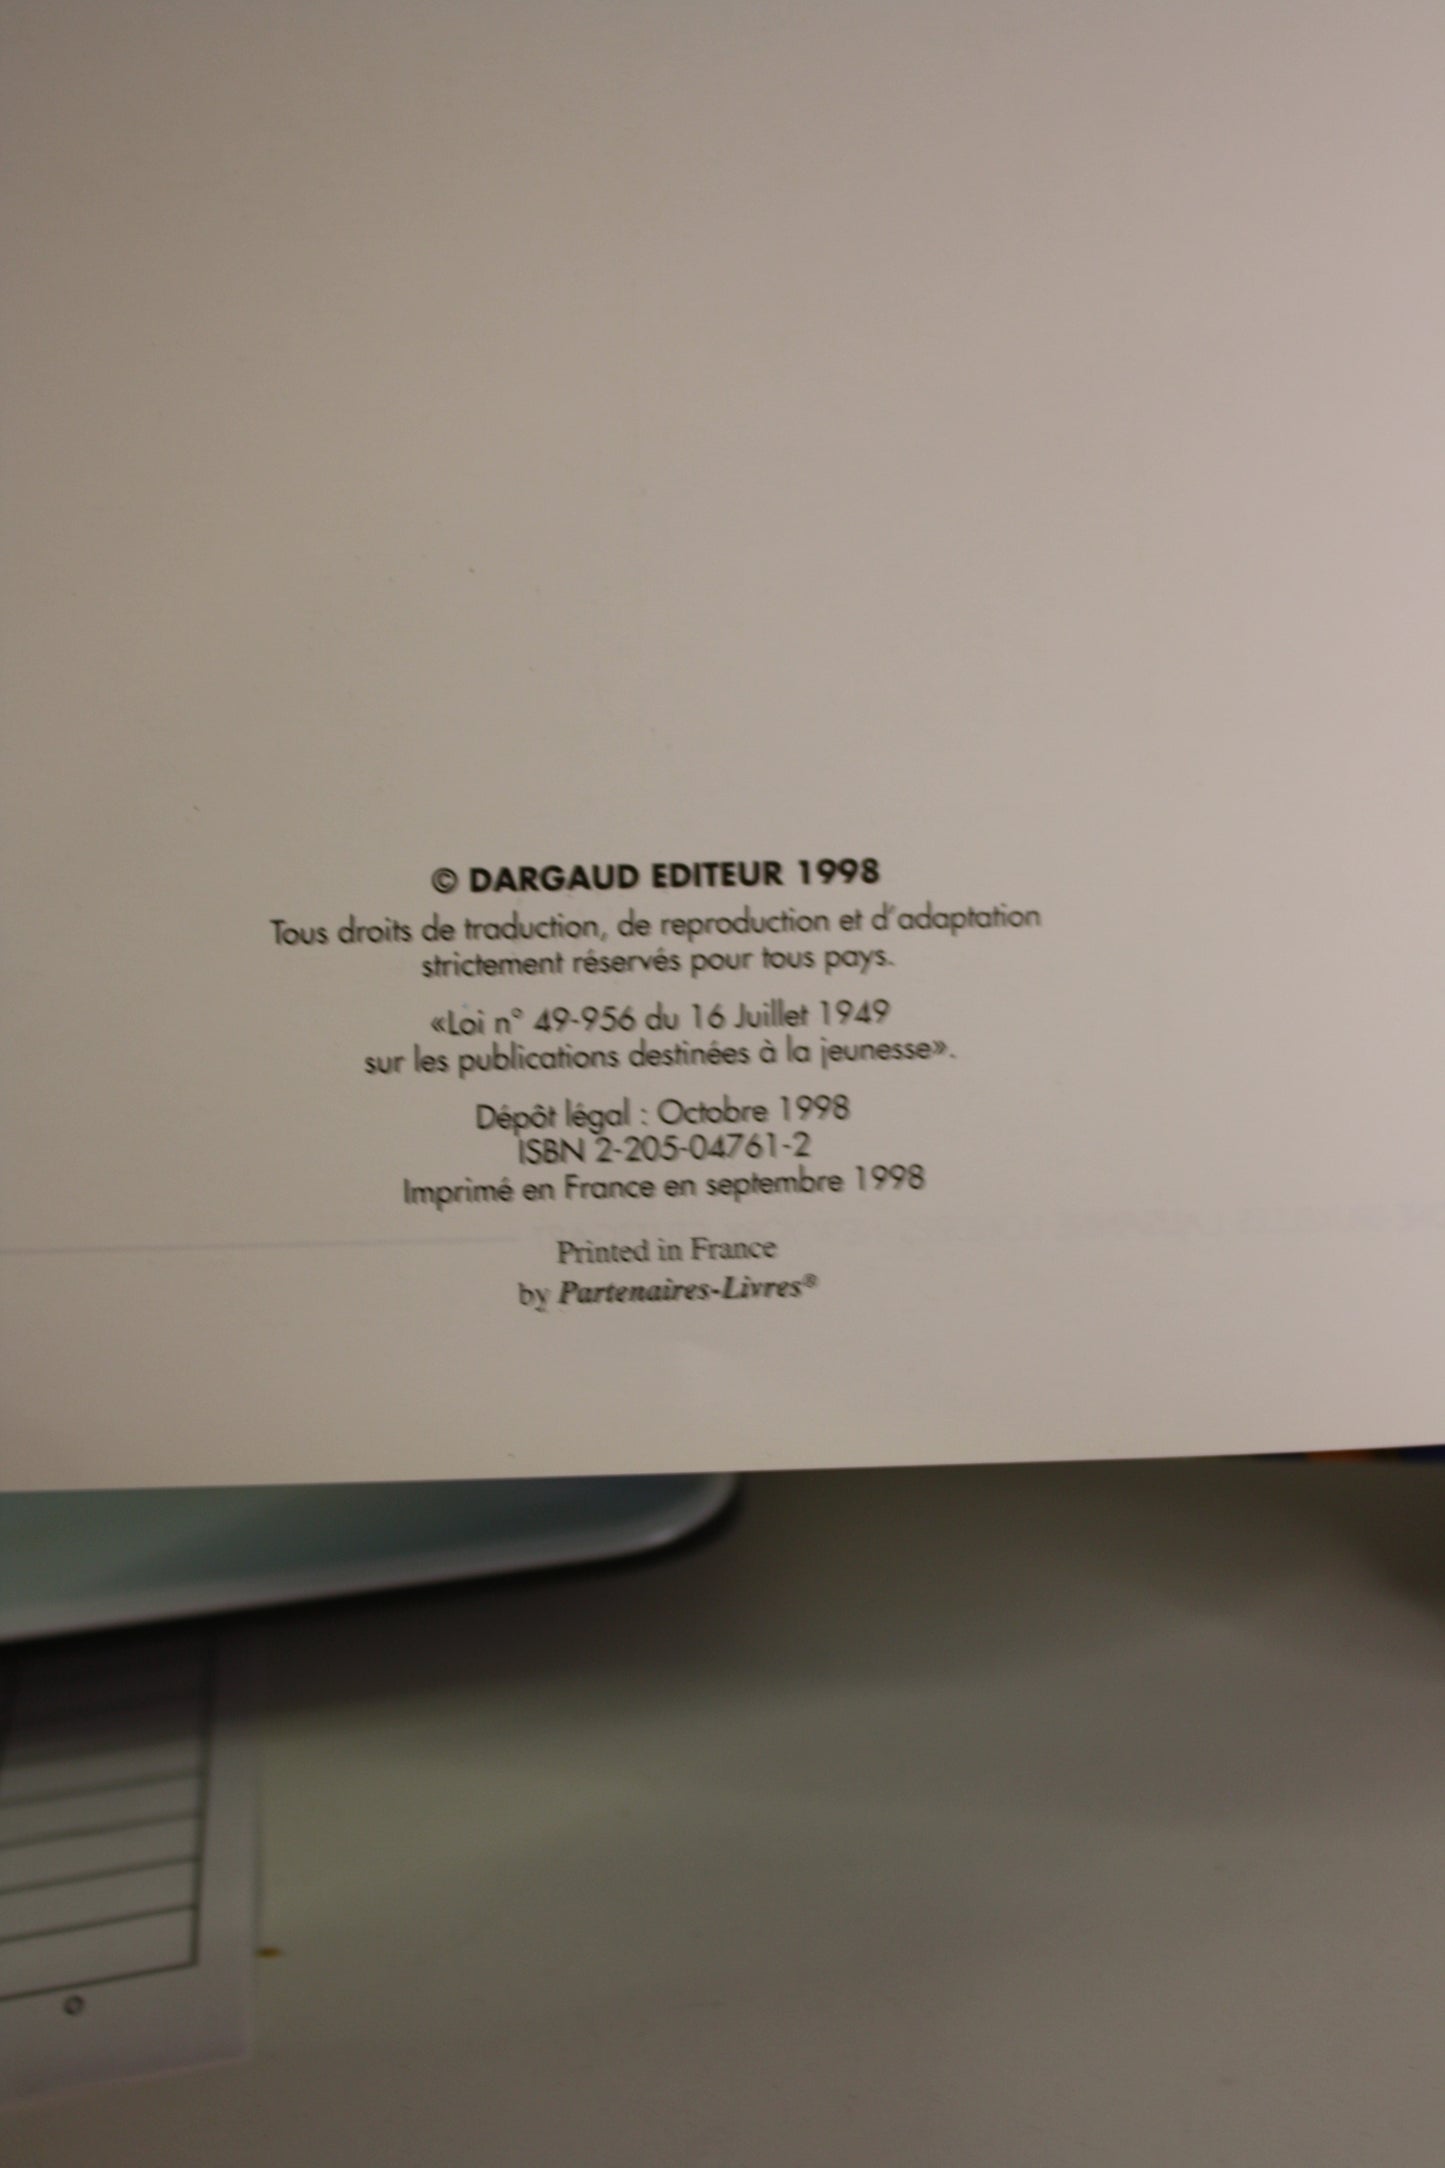 © DARGAUD EDITEUR 1998
Tous droits de traduction, de reproduction et d'adaptation
strictement réservés pour tous pays.
«Loi n° 49-956 du 16 Juillet 1949
sur les publications destinées à la jeunesse».
Dépôt légal : Octobre 1998
ISBN 2-205-04761-2
Imprimé en France en septembre 1998
Printed in France
by Partenaires-Livres®